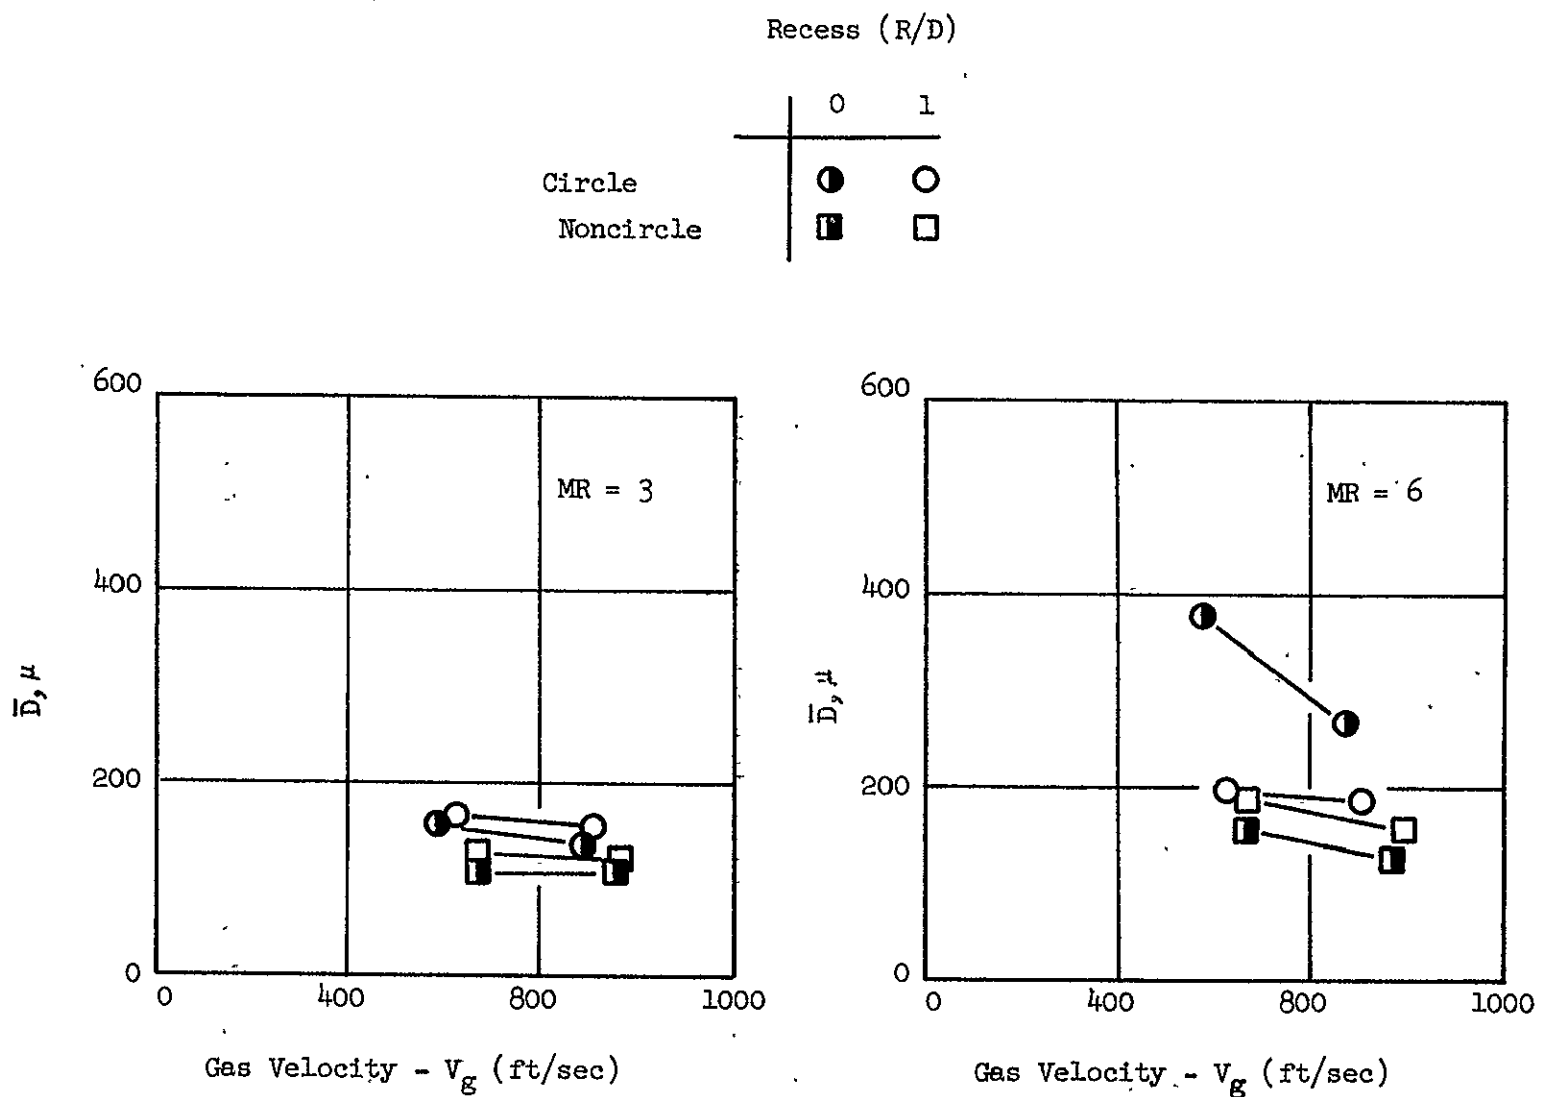 Recess (R/D)
0 1
Circle
Noncircle
600
400
200
0
0 400 800 1000
MR = 3
D̅, μ
Gas Velocity - Vg (ft/sec)
600
400
200
0
0 400 800 1000
MR = 6
D̅, μ
Gas Velocity - Vg (ft/sec)